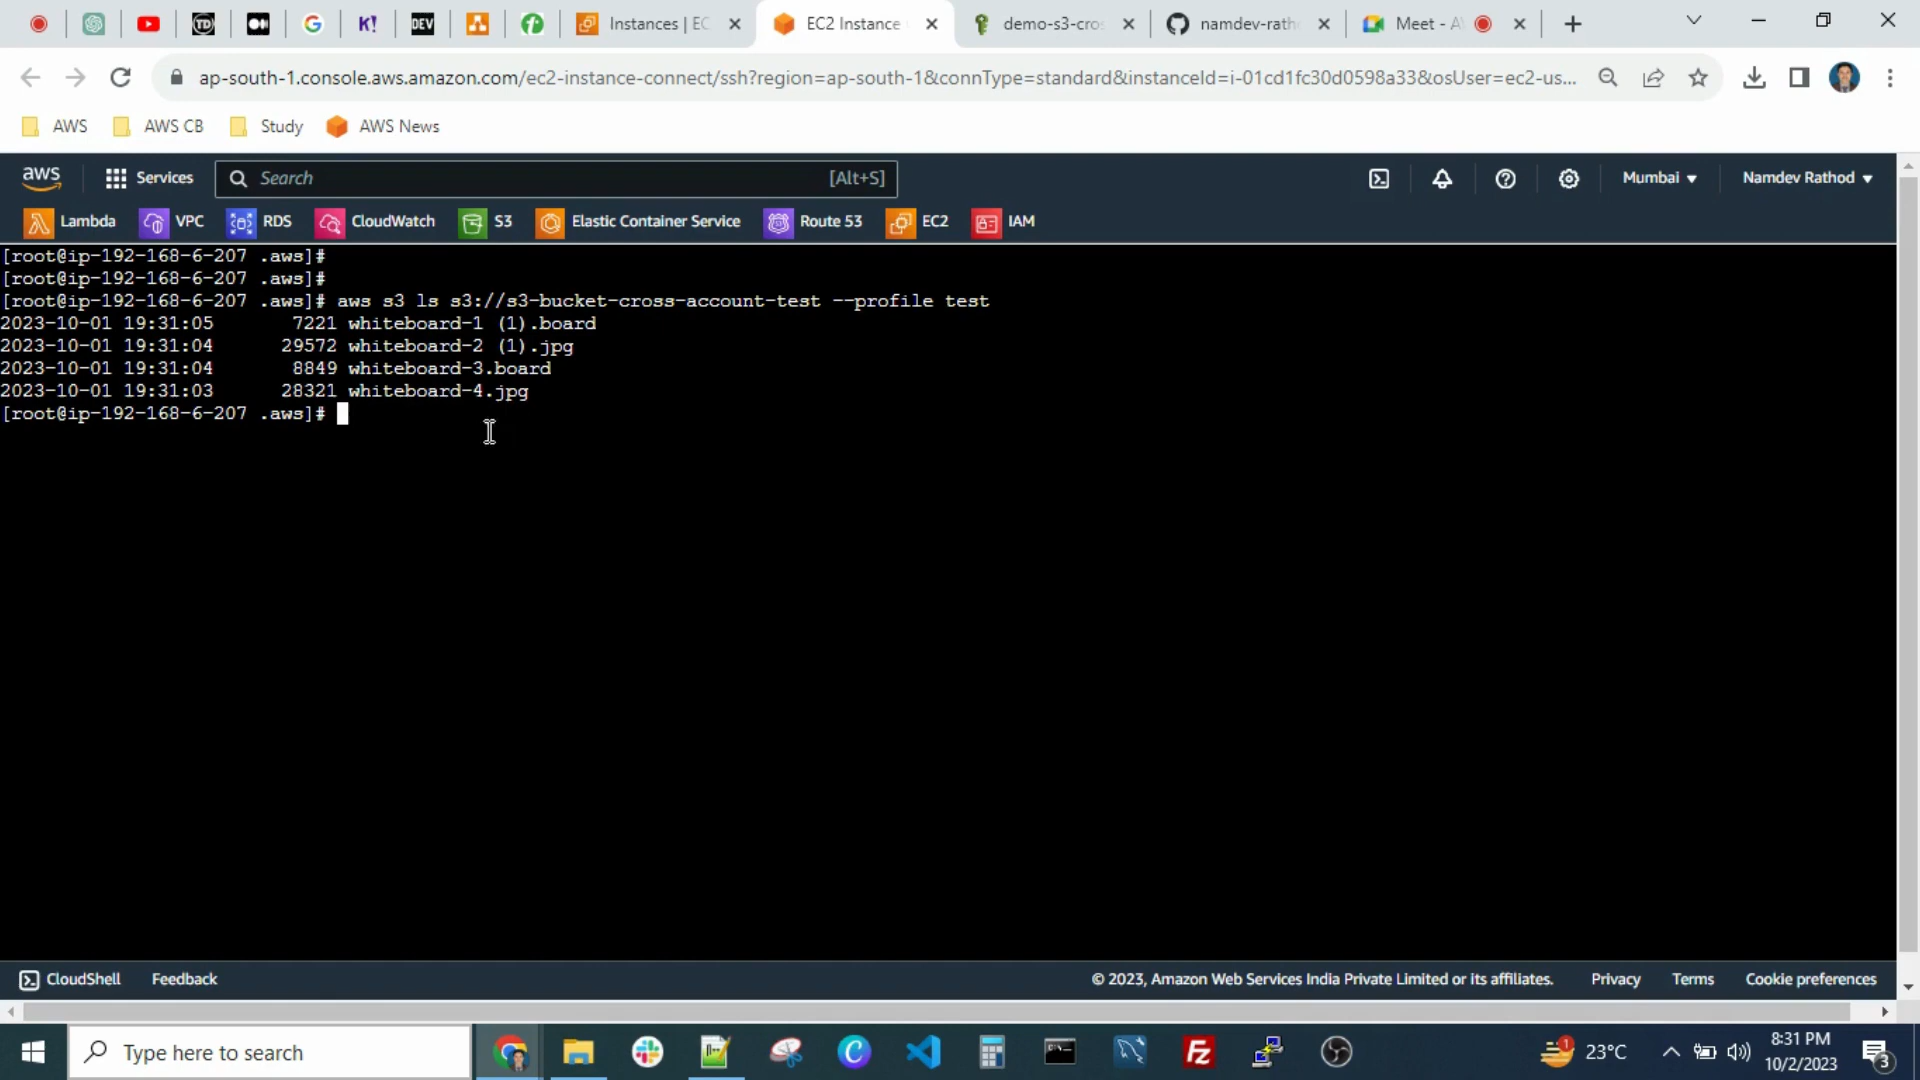 Instances | EC
EC2 Instance
demo-s3-cros
namdev-rath
Meet - A
ap-south-1.console.aws.amazon.com/ec2-instance-connect/ssh?region=ap-south-1&connType=standard&instanceId=i-01cd1fc30d0598a33&osUser=ec2-us...
AWS AWS CB Study AWS News
aws Services Search [Alt+S] Mumbai Namdev Rathod
Lambda VPC RDS CloudWatch S3 Elastic Container Service Route 53 EC2 IAM
[root@ip-192-168-6-207 .aws]#
[root@ip-192-168-6-207 .aws]#
[root@ip-192-168-6-207 .aws]# aws s3 ls s3://s3-bucket-cross-account-test --profile test
2023-10-01 19:31:05 7221 whiteboard-1 (1).board
2023-10-01 19:31:04 29572 whiteboard-2 (1).jpg
2023-10-01 19:31:04 8849 whiteboard-3.board
2023-10-01 19:31:03 28321 whiteboard-4.jpg
[root@ip-192-168-6-207 .aws]#
CloudShell Feedback © 2023, Amazon Web Services India Private Limited or its affiliates. Privacy Terms Cookie preferences
Type here to search
23°C
8:31 PM
10/2/2023
3